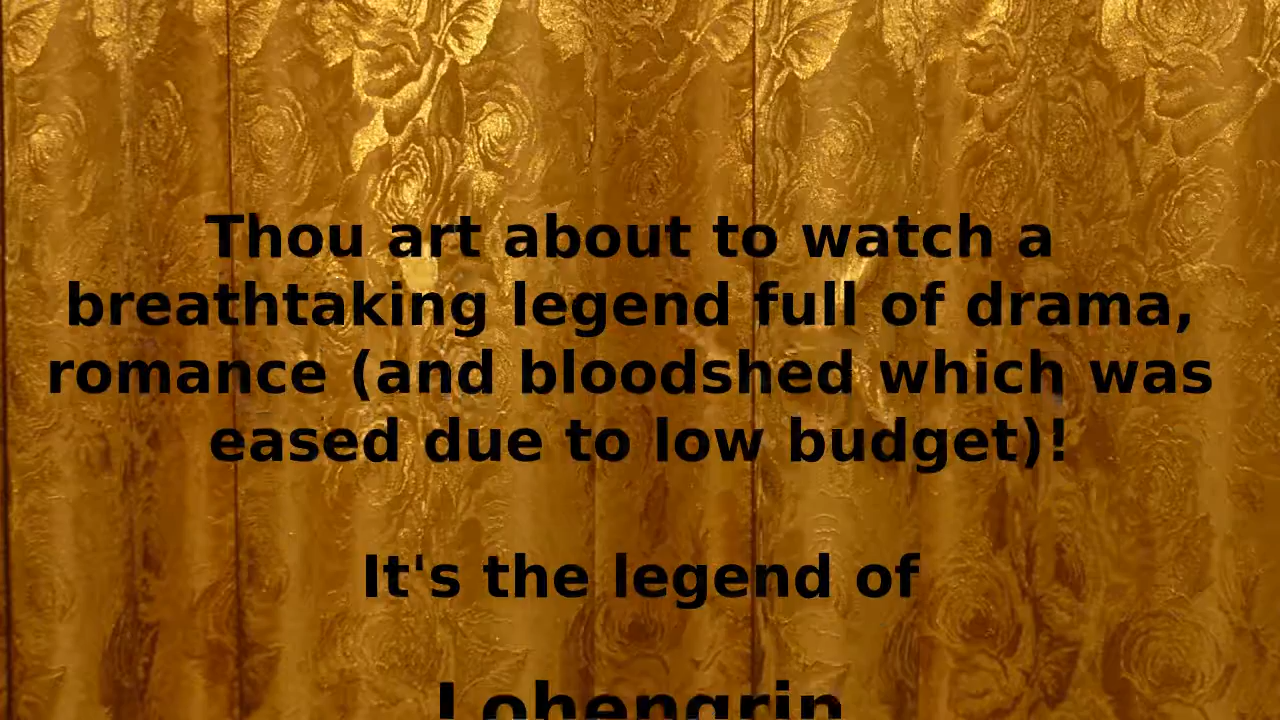 Thou art about to watch a
breathtaking legend full of drama,
romance (and bloodshed which was
eased due to low budget)!
It's the legend of
Lohengrin